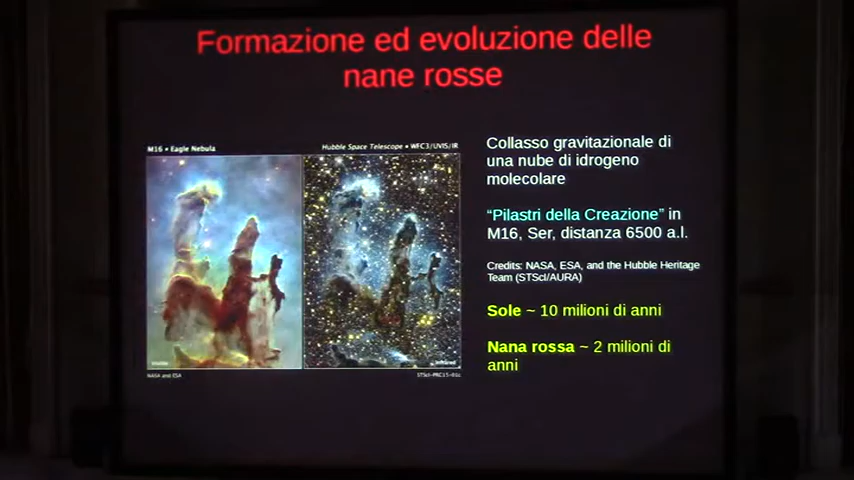 Formazione ed evoluzione delle
nane rosse
M16 • Eagle Nebula
Hubble Space Telescope • WFC3/UVIS/IR
Collasso gravitazionale di
una nube di idrogeno
molecolare
“Pilastri della Creazione” in
M16, Ser, distanza 6500 a.l.
Credits: NASA, ESA, and the Hubble Heritage
Team (STScI/AURA)
Sole ~ 10 milioni di anni
Nana rossa ~ 2 milioni di
anni
Visible
Infrared
NASA and ESA
STScI-PRC15-01c